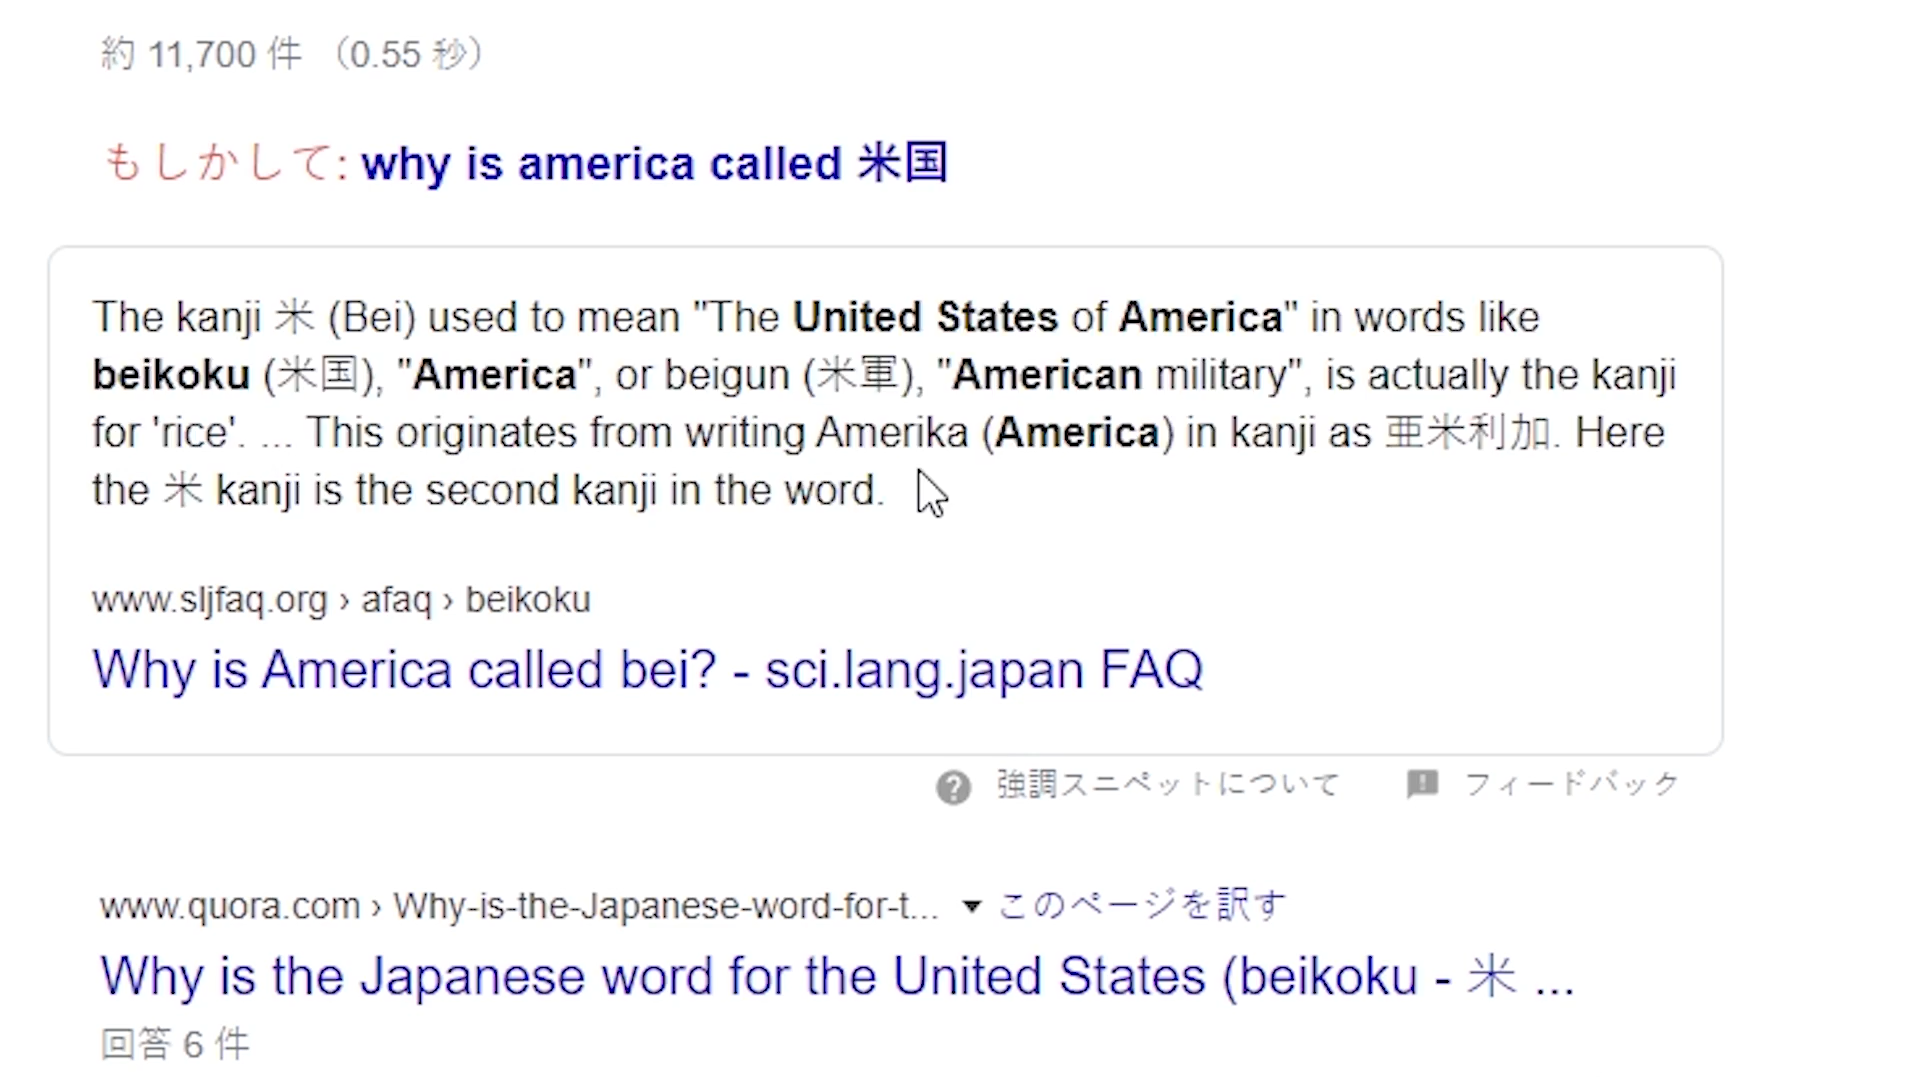 約 11,700 件 （0.55 秒）
もしかして: why is america called 米国
The kanji 米 (Bei) used to mean "The United States of America" in words like
beikoku (米国), "America", or beigun (米軍), "American military", is actually the kanji
for 'rice'. ... This originates from writing Amerika (America) in kanji as 亜米利加. Here
the 米 kanji is the second kanji in the word.
www.sljfaq.org › afaq › beikoku
Why is America called bei? - sci.lang.japan FAQ
強調スニペットについて フィードバック
www.quora.com › Why-is-the-Japanese-word-for-t... ▼ このページを訳す
Why is the Japanese word for the United States (beikoku - 米 ...
回答 6 件